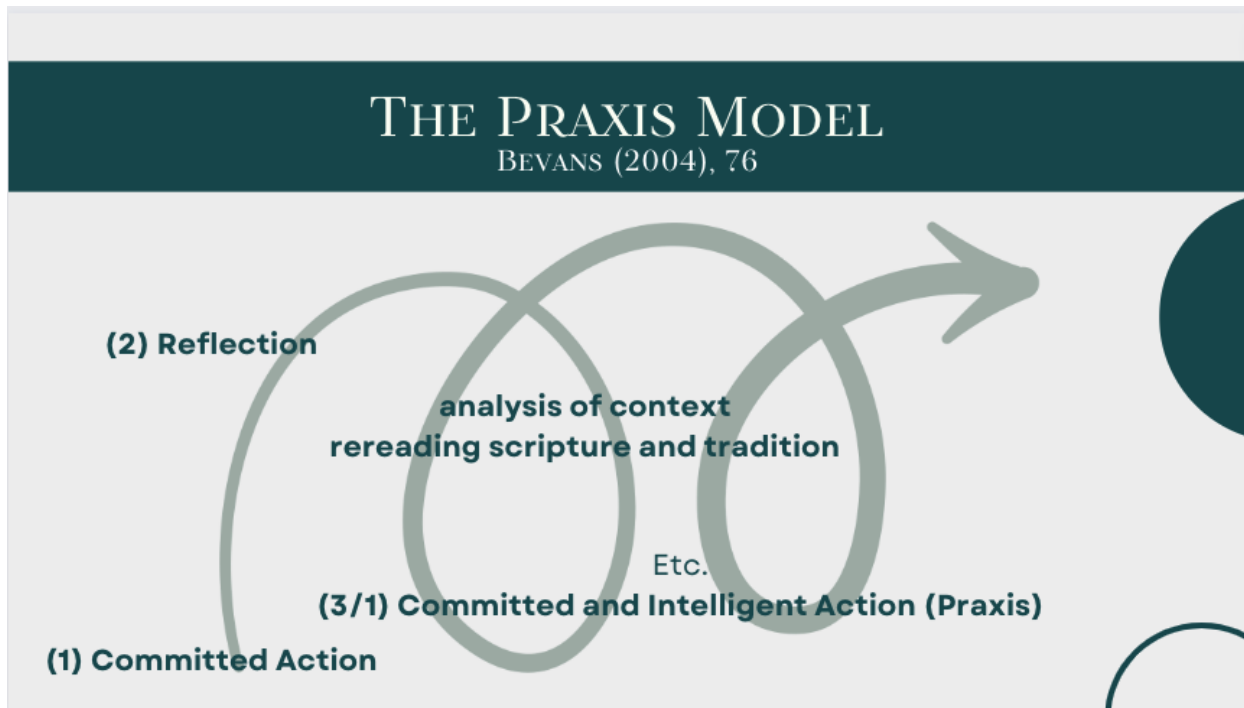 The Praxis Model
Bevans (2004), 76
(2) Reflection
analysis of context
rereading scripture and tradition
Etc.
(3/1) Committed and Intelligent Action (Praxis)
(1) Committed Action